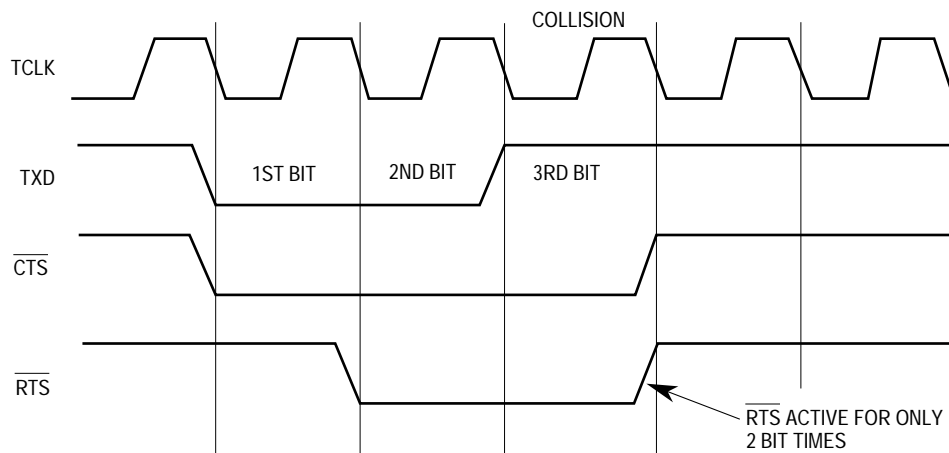 COLLISION
TCLK
TXD
1ST BIT
2ND BIT
3RD BIT
CTS
RTS
RTS ACTIVE FOR ONLY
2 BIT TIMES